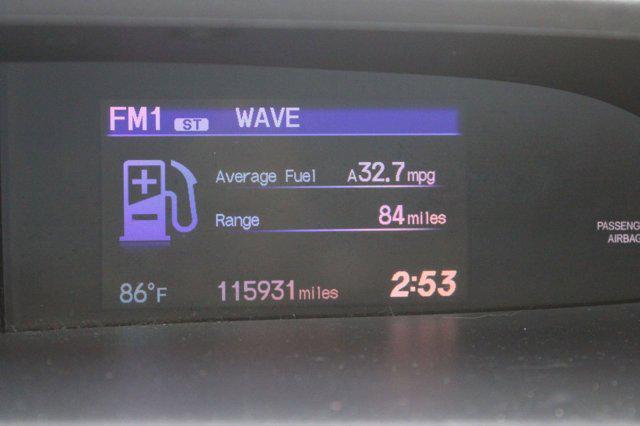 FM1 ST WAVE
Average Fuel A32.7mpg
Range 84miles
86°F 115931miles 2:53
PASSENG
AIRBAG